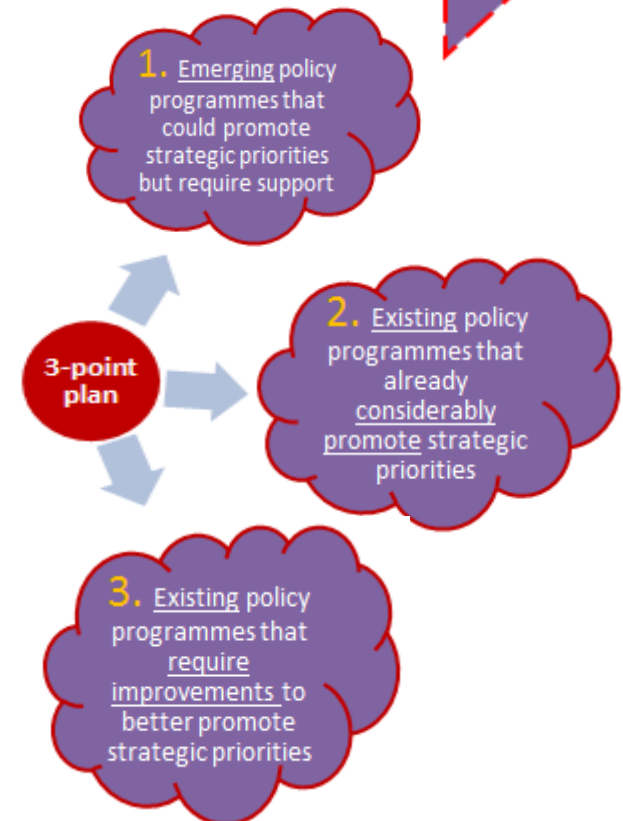 1. Emerging policy
programmes that
could promote
strategic priorities
but require support
3-point
plan
2. Existing policy
programmes that
already
considerably
promote strategic
priorities
3. Existing policy
programmes that
require
improvements to
better promote
strategic priorities